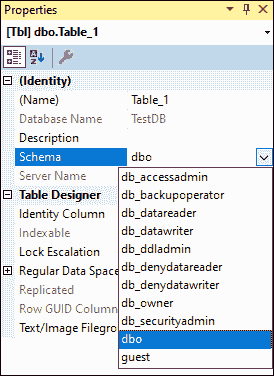 Properties
[Tbl] dbo.Table_1
(Identity)
(Name) Table_1
Database Name TestDB
Description
Schema dbo
Server Name
db_accessadmin
db_backupoperator
db_datareader
db_datawriter
db_ddladmin
db_denydatareader
db_denydatawriter
db_owner
db_securityadmin
dbo
guest
Table Designer
Identity Column
Indexable
Lock Escalation
Regular Data Space
Replicated
Row GUID Column
Text/Image Filegro